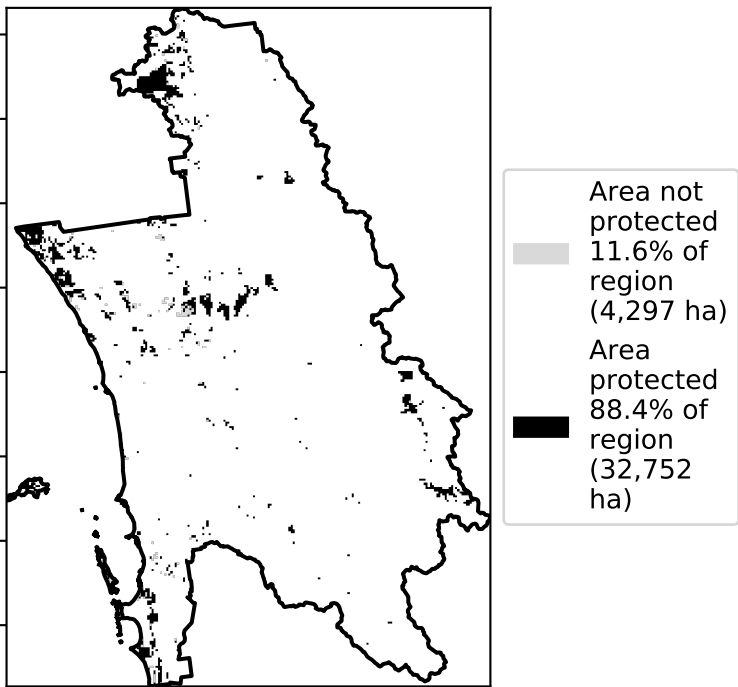 Area not
protected
11.6% of
region
(4,297 ha)
Area
protected
88.4% of
region
(32,752
ha)